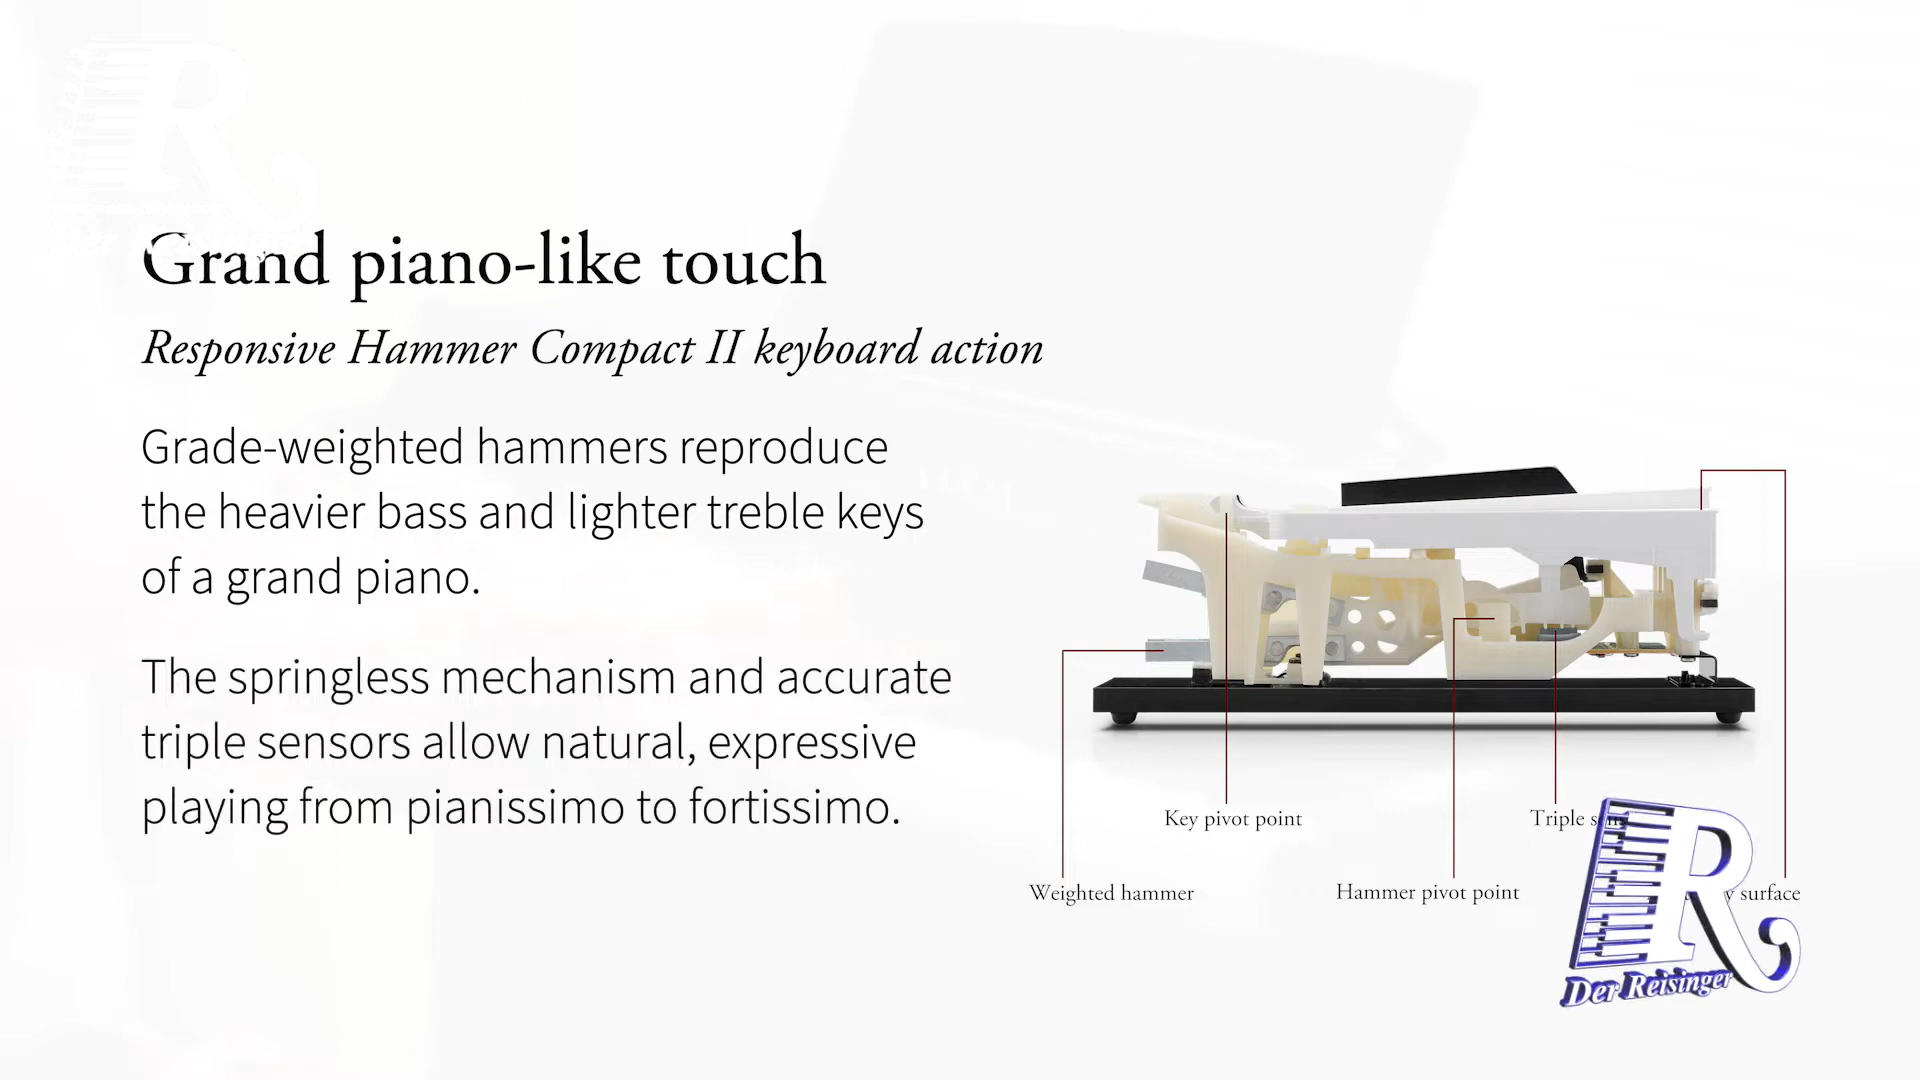 Grand piano-like touch
Responsive Hammer Compact II keyboard action
Grade-weighted hammers reproduce
the heavier bass and lighter treble keys
of a grand piano.
The springless mechanism and accurate
triple sensors allow natural, expressive
playing from pianissimo to fortissimo.
Key pivot point
Triple
Weighted hammer
Hammer pivot point
surface
R
Der Reisinger